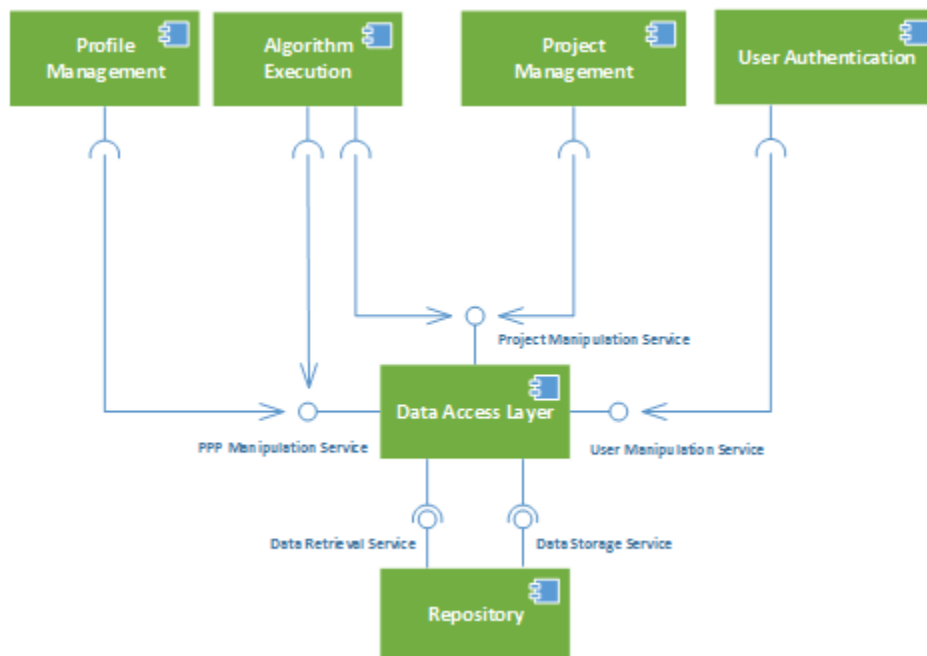 Profile
Management
Algorithm
Execution
Project
Management
User Authentication
Project Manipulation Service
Data Access Layer
PPP Manipulation Service
User Manipulation Service
Data Retrieval Service
Data Storage Service
Repository